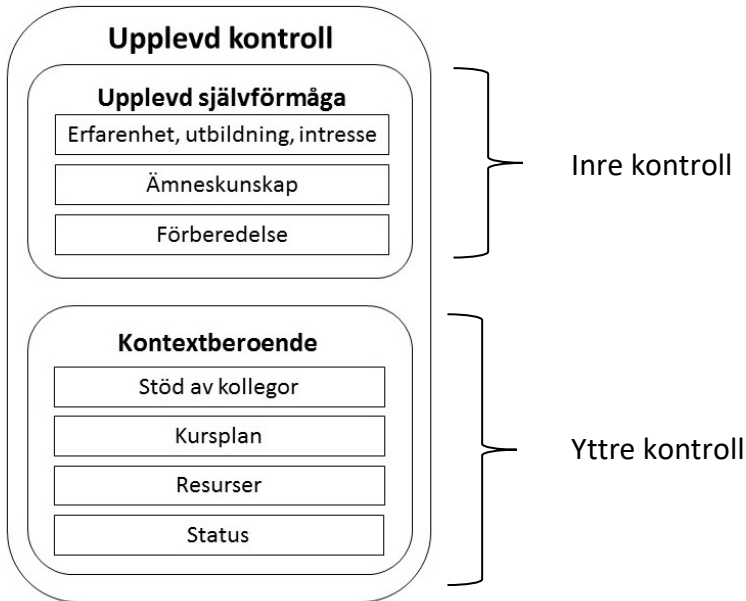 Upplevd kontroll
Upplevd självförmåga
Erfarenhet, utbildning, intresse
Ämneskunskap
Förberedelse
Inre kontroll
Kontextberoende
Stöd av kollegor
Kursplan
Resurser
Status
Yttre kontroll